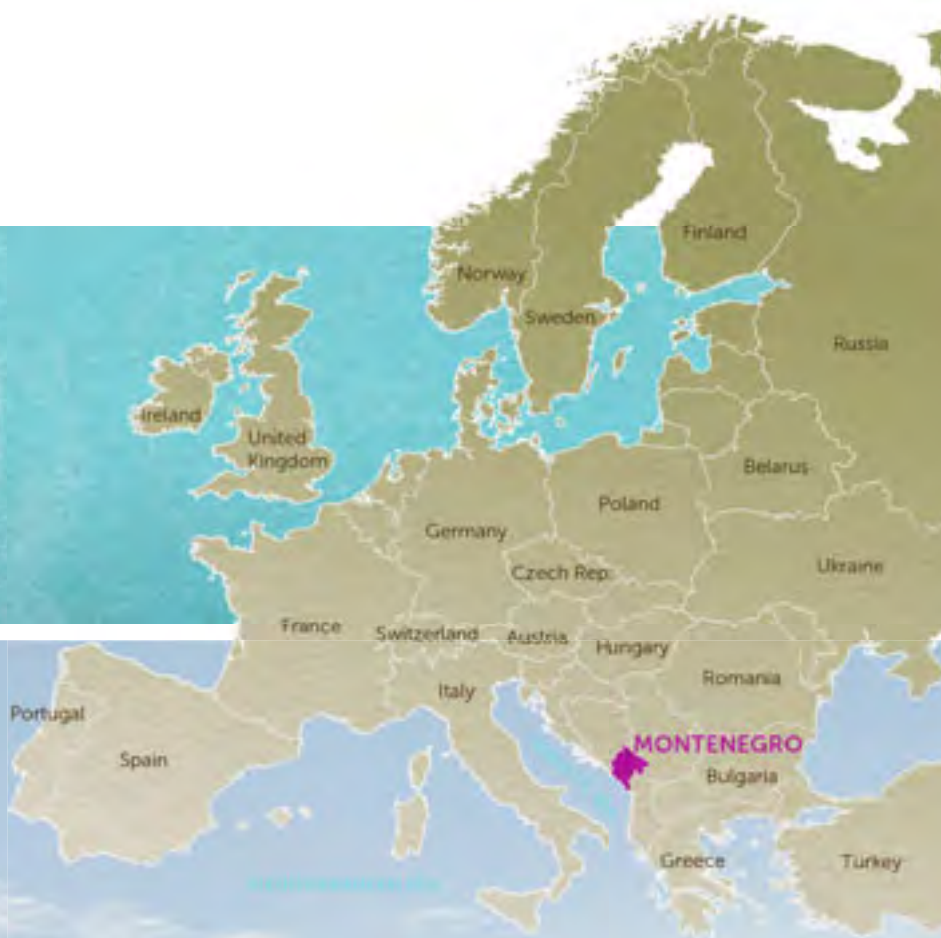 Finland
Norway
Sweden
Russia
Ireland
United
Kingdom
Belarus
Poland
Germany
Czech Rep.
Ukraine
France
Switzerland
Austria
Hungary
Romania
Italy
Portugal
MONTENEGRO
Spain
Bulgaria
Greece
Turkey